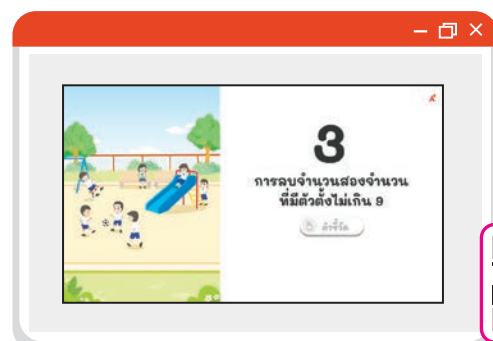 3
การลบจำนวนสองจำนวน
ที่มีตัวตั้งไม่เกิน 9
ตัวชี้วัด